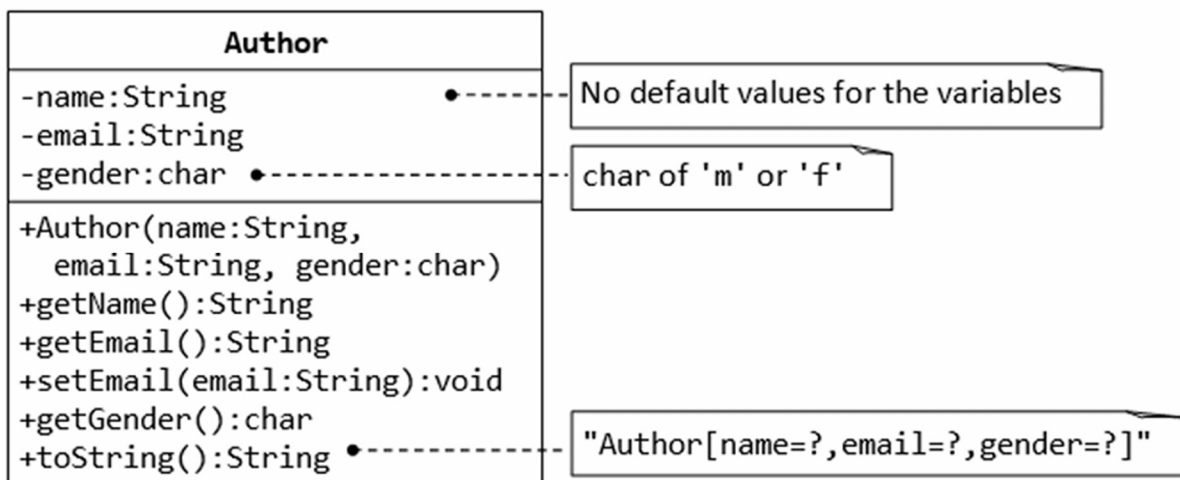 Author
-name:String
No default values for the variables
-email:String
-gender:char
char of 'm' or 'f'
+Author(name:String,
email:String, gender:char)
+getName():String
+getEmail():String
+setEmail(email:String):void
+getGender():char
+toString():String
"Author[name=?,email=?,gender=?]"